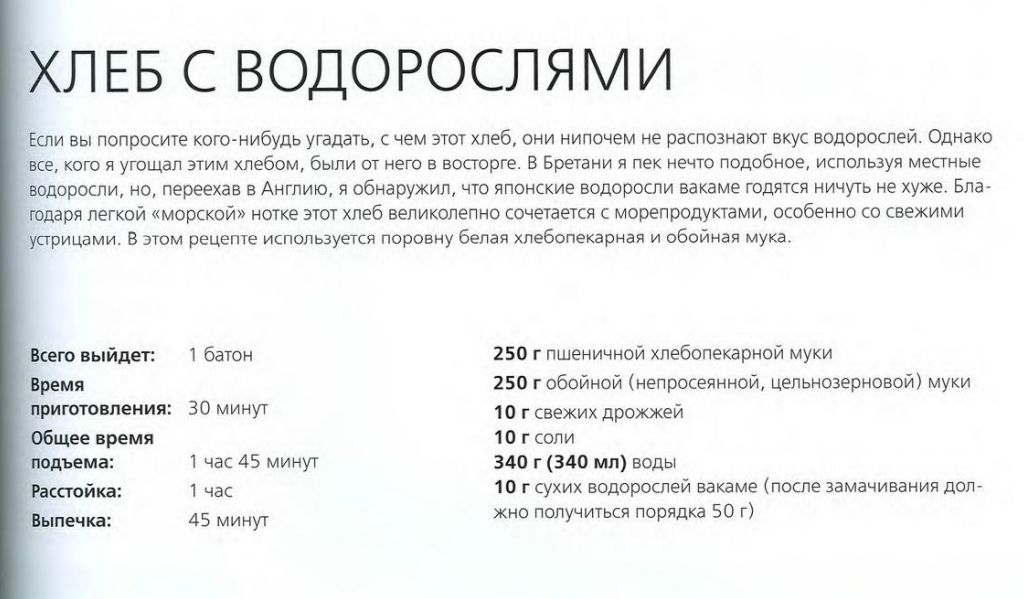 ХЛЕБ С ВОДОРОСЛЯМИ
Если вы попросите кого-нибудь угадать, с чем этот хлеб, они нипочем не распознают вкус водорослей. Однако
все, кого я угощал этим хлебом, были от него в восторге. В Бретани я пек нечто подобное, используя местные
водоросли, но, переехав в Англию, я обнаружил, что японские водоросли вакаме годятся ничуть не хуже. Бла-
годаря легкой «морской» нотке этот хлеб великолепно сочетается с морепродуктами, особенно со свежими
устрицами. В этом рецепте используется поровну белая хлебопекарная и обойная мука.
Всего выйдет: 1 батон
Время
приготовления: 30 минут
Общее время
подъема: 1 час 45 минут
Расстойка: 1 час
Выпечка: 45 минут
250 г пшеничной хлебопекарной муки
250 г обойной (непросеянной, цельнозерновой) муки
10 г свежих дрожжей
10 г соли
340 г (340 мл) воды
10 г сухих водорослей вакаме (после замачивания дол-
жно получиться порядка 50 г)